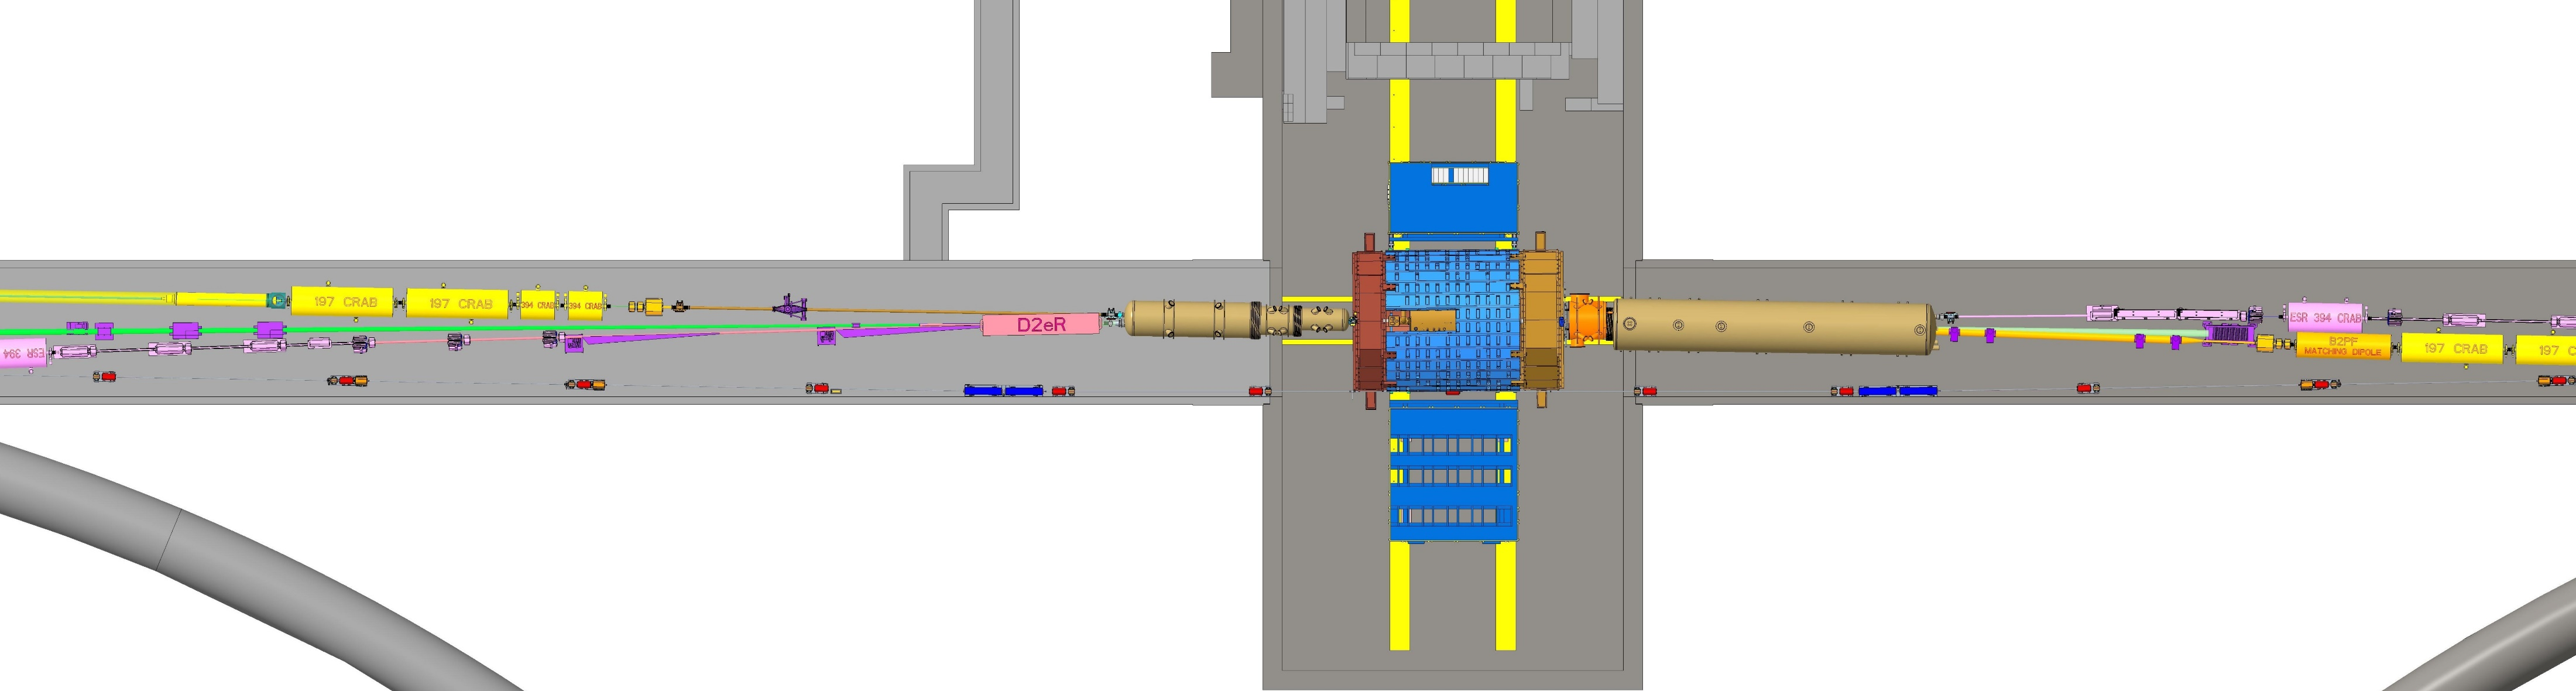 197 CRAB
197 CRAB
394 CRAB
394 CRAB
D2eR
ESR 394
ESR 394 CRAB
B2PF
MATCHING DIPOLE
197 CRAB
197 C